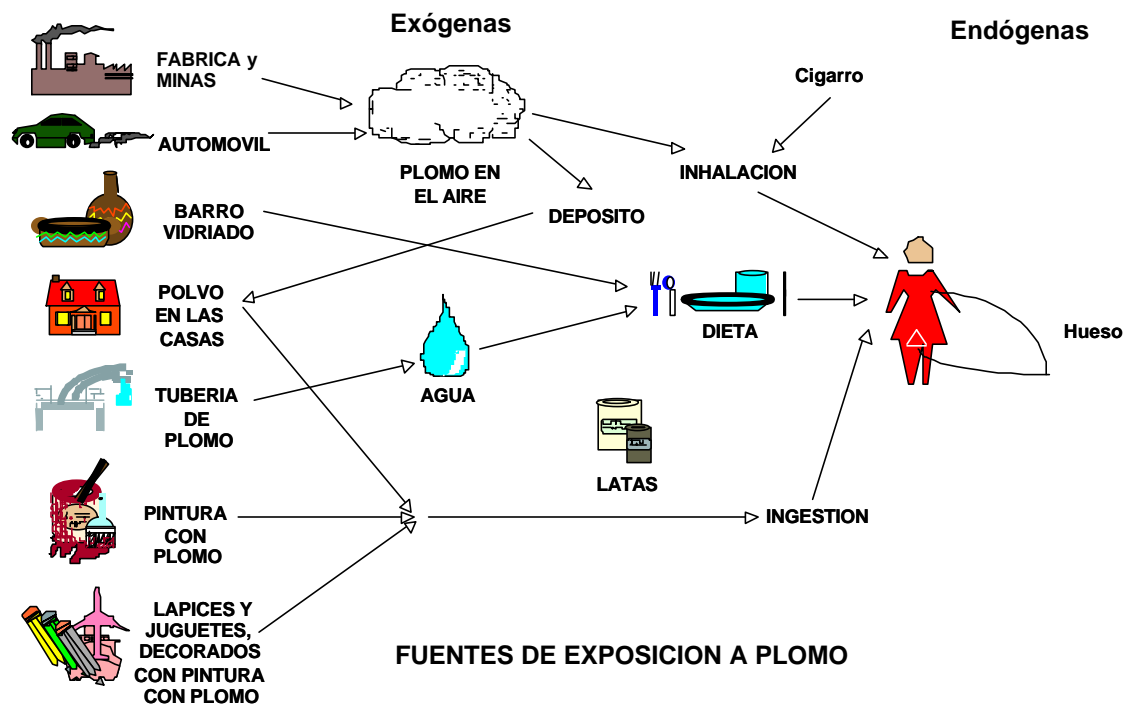 Exógenas
Endógenas
FABRICA y
MINAS
Cigarro
AUTOMOVIL
PLOMO EN
EL AIRE
INHALACION
DEPOSITO
BARRO
VIDRIADO
POLVO
EN LAS
CASAS
DIETA
Hueso
AGUA
TUBERIA
DE
PLOMO
LATAS
PINTURA
CON
PLOMO
INGESTION
LAPICES Y
JUGUETES,
DECORADOS
CON PINTURA
CON PLOMO
FUENTES DE EXPOSICION A PLOMO